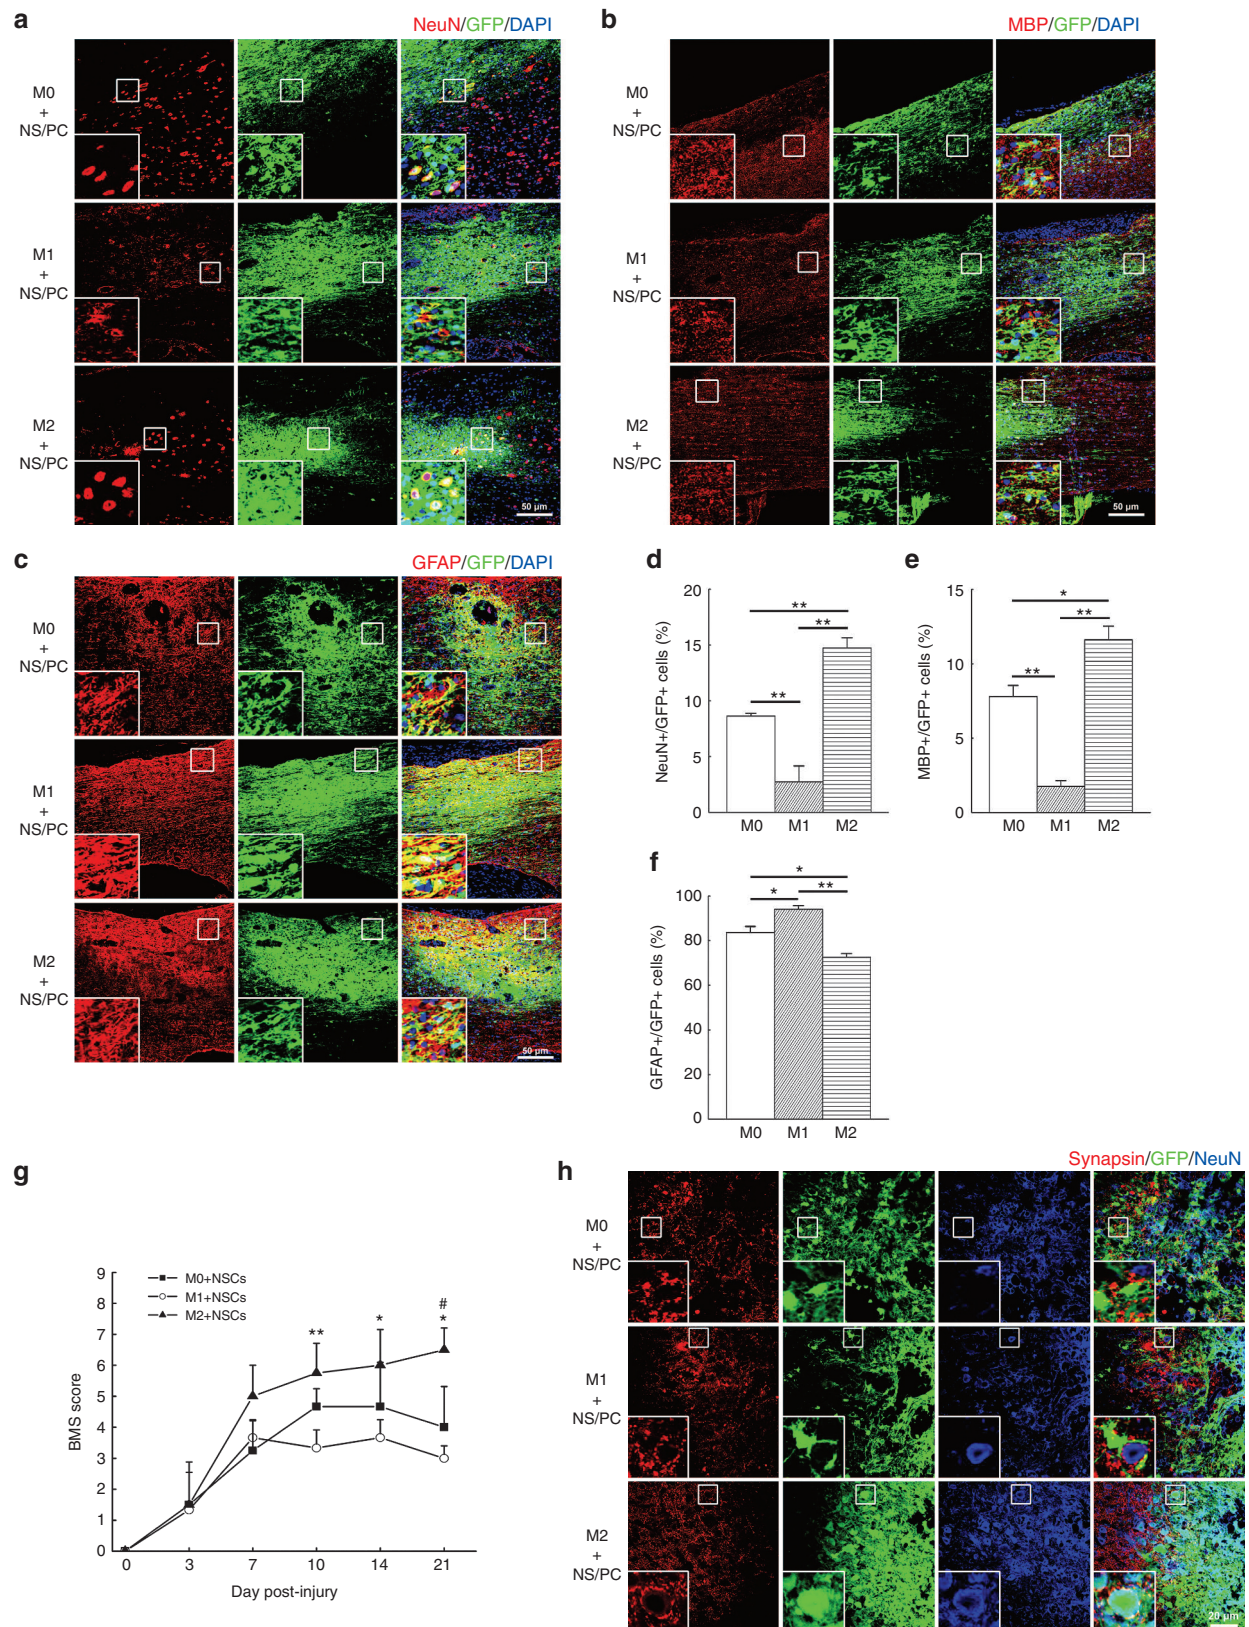 a
NeuN/GFP/DAPI
M0
+
NS/PC
M1
+
NS/PC
M2
+
NS/PC
50 µm
b
MBP/GFP/DAPI
M0
+
NS/PC
M1
+
NS/PC
M2
+
NS/PC
50 µm
c
GFAP/GFP/DAPI
M0
+
NS/PC
M1
+
NS/PC
M2
+
NS/PC
50 µm
d
NeuN+/GFP+ cells (%)
20
15
10
5
0
**
**
**
M0 M1 M2
e
MBP+/GFP+ cells (%)
15
10
5
0
*
**
**
M0 M1 M2
f
GFAP+/GFP+ cells (%)
100
80
60
40
20
0
*
* **
M0 M1 M2
g
BMS score
9
8
7
6
5
4
3
2
1
0
M0+NSCs
M1+NSCs
M2+NSCs
** * # *
0 3 7 10 14 21
Day post-injury
h
Synapsin/GFP/NeuN
M0
+
NS/PC
M1
+
NS/PC
M2
+
NS/PC
20 µm